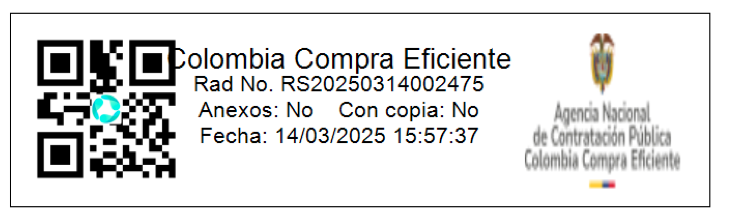 Colombia Compra Eficiente
Rad No. RS20250314002475
Anexos: No Con copia: No
Fecha: 14/03/2025 15:57:37
Agencia Nacional
de Contratación Pública
Colombia Compra Eficiente